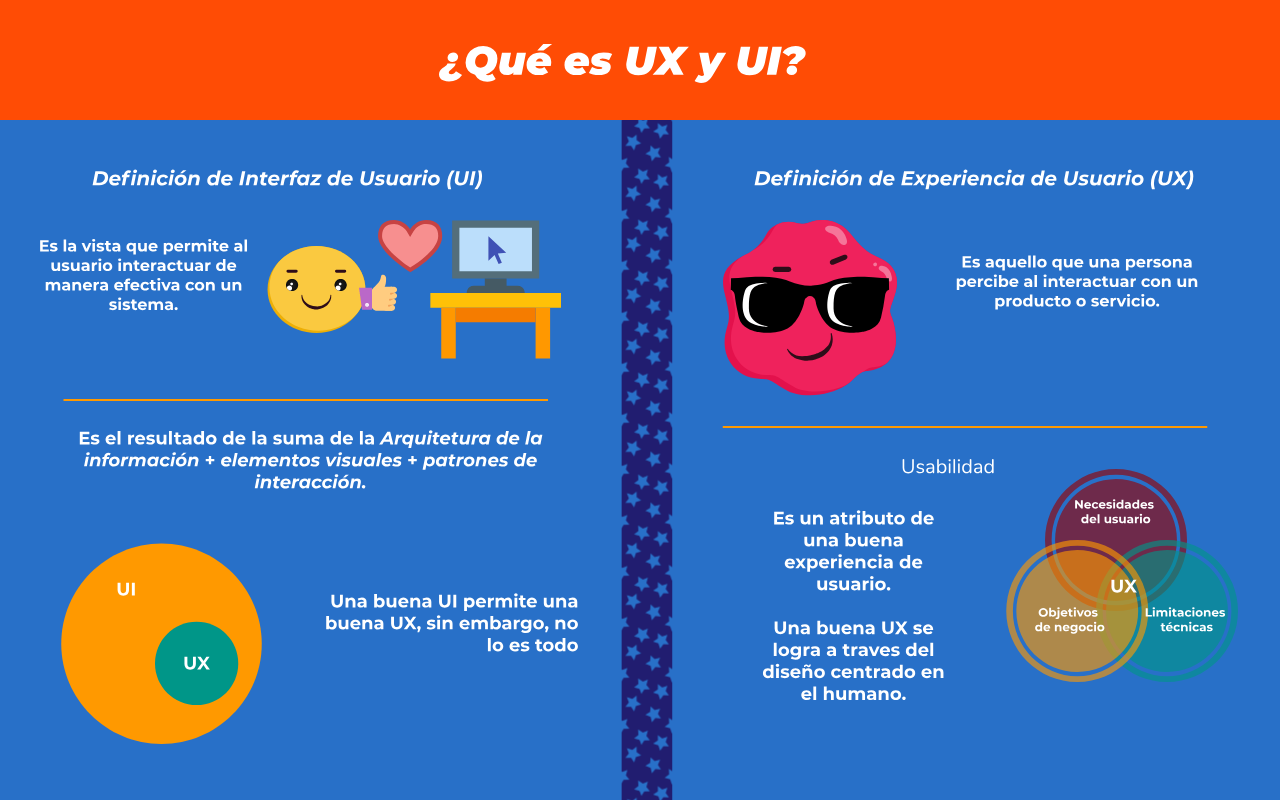 ¿Qué es UX y UI?
Definición de Interfaz de Usuario (UI)
Es la vista que permite al
usuario interactuar de
manera efectiva con un
sistema.
Es el resultado de la suma de la Arquitetura de la
información + elementos visuales + patrones de
interacción.
UI
UX
Una buena UI permite una
buena UX, sin embargo, no
lo es todo
Definición de Experiencia de Usuario (UX)
Es aquello que una persona
percibe al interactuar con un
producto o servicio.
Usabilidad
Es un atributo de
una buena
experiencia de
usuario.
Una buena UX se
logra a traves del
diseño centrado en
el humano.
Necesidades
del usuario
UX
Objetivos
de negocio
Limitaciones
técnicas